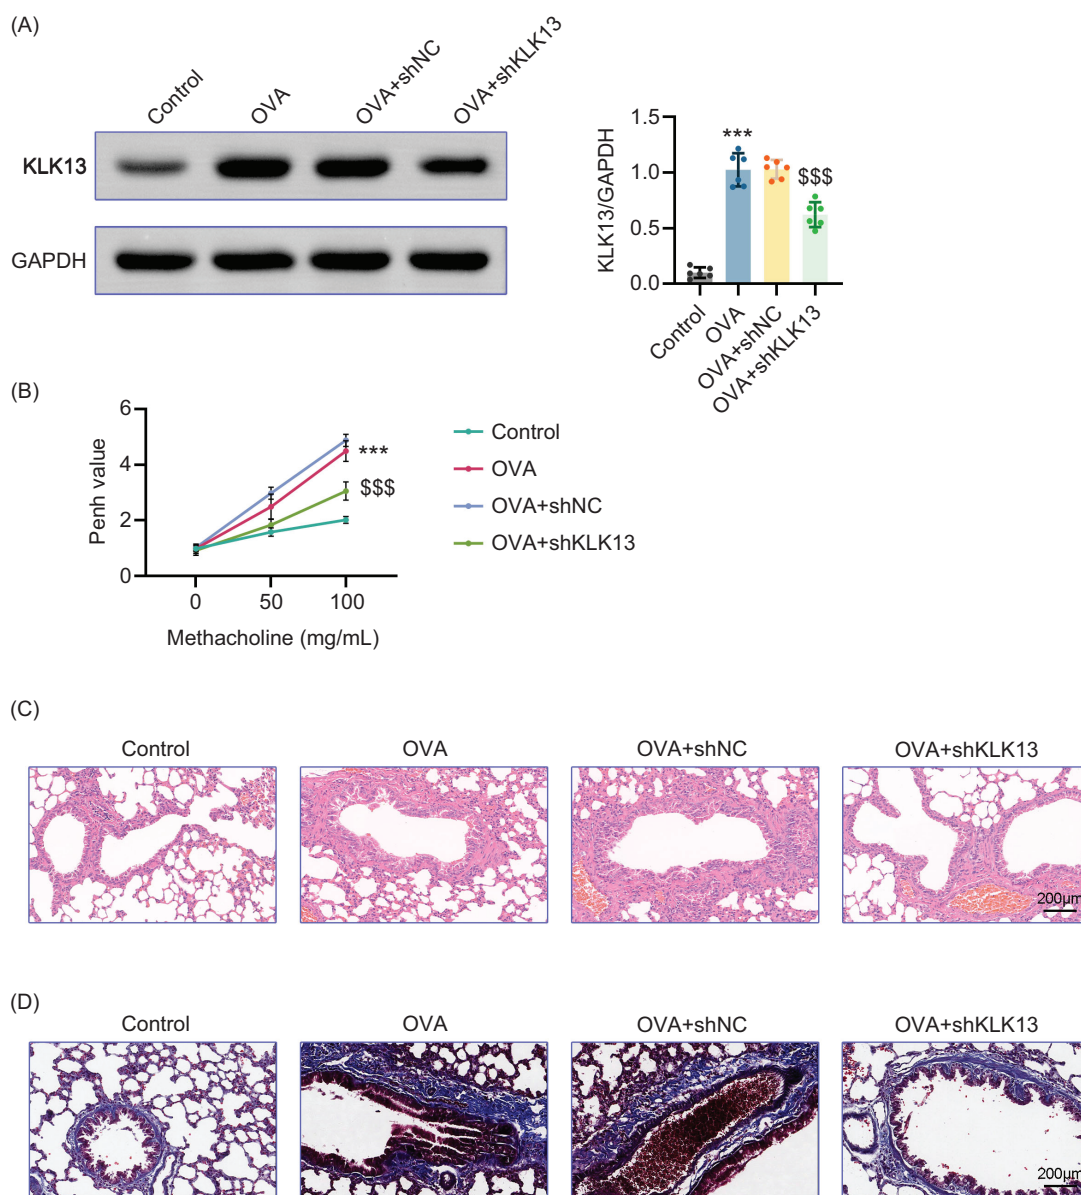 (A)
Control
OVA
OVA+shNC
OVA+shKLK13
KLK13
GAPDH
KLK13/GAPDH
1.5
1.0
0.5
0.0
***
$$$
Control
OVA
OVA+shNC
OVA+shKLK13
(B)
Penh value
6
4
2
0
***
$$$
0 50 100
Methacholine (mg/mL)
Control
OVA
OVA+shNC
OVA+shKLK13
(C)
Control OVA OVA+shNC OVA+shKLK13
200μm
(D)
Control OVA OVA+shNC OVA+shKLK13
200μm